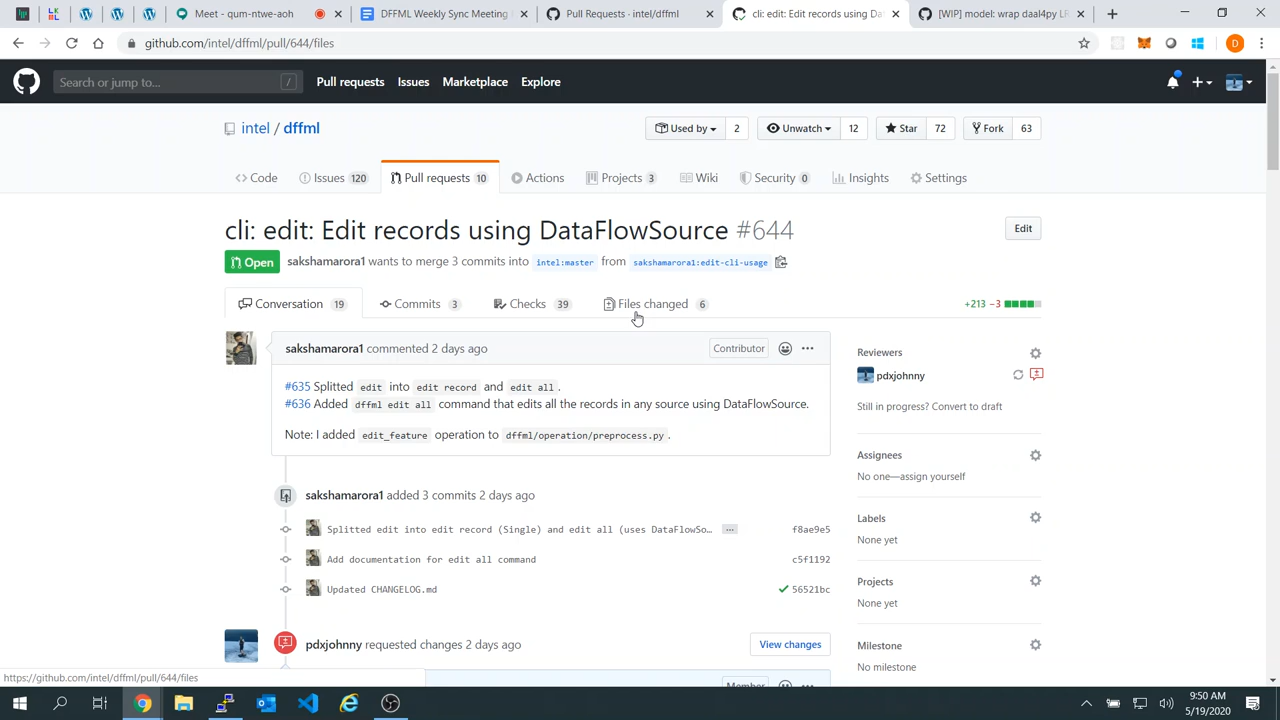 Meet - qum-ntwe-aoh
DFFML Weekly Sync Meeting
Pull Requests · intel/dffml
cli: edit: Edit records using Da
[WIP] model: wrap daal4py LR
github.com/intel/dffml/pull/644/files
D
Search or jump to...
/
Pull requests
Issues
Marketplace
Explore
intel / dffml
Used by 2
Unwatch 12
Star 72
Fork 63
<> Code
Issues 120
Pull requests 10
Actions
Projects 3
Wiki
Security 0
Insights
Settings
cli: edit: Edit records using DataFlowSource #644
Edit
Open
sakshamarora1 wants to merge 3 commits into intel:master from sakshamarora1:edit-cli-usage
Conversation 19
Commits 3
Checks 39
Files changed 6
+213 −3
sakshamarora1 commented 2 days ago
Contributor
#635 Splitted edit into edit record and edit all.
#636 Added dffml edit all command that edits all the records in any source using DataFlowSource.
Note: I added edit_feature operation to dffml/operation/preprocess.py.
Reviewers
pdxjohnny
Still in progress? Convert to draft
Assignees
No one—assign yourself
Labels
None yet
Projects
None yet
Milestone
No milestone
sakshamarora1 added 3 commits 2 days ago
Splitted edit into edit record (Single) and edit all (uses DataFlowSo… ...
f8ae9e5
Add documentation for edit all command
c5f1192
Updated CHANGELOG.md
56521bc
pdxjohnny requested changes 2 days ago
View changes
Member
https://github.com/intel/dffml/pull/644/files
9:50 AM
5/19/2020